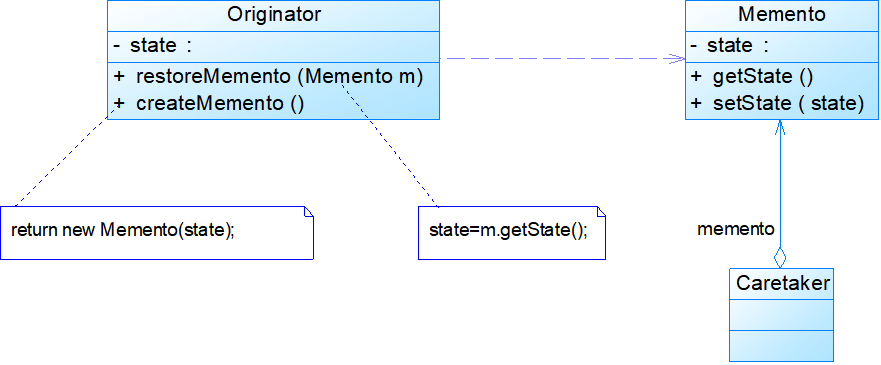 Originator
- state :
+ restoreMemento (Memento m)
+ createMemento ()
Memento
- state :
+ getState ()
+ setState ( state)
return new Memento(state);
state=m.getState();
memento
Caretaker